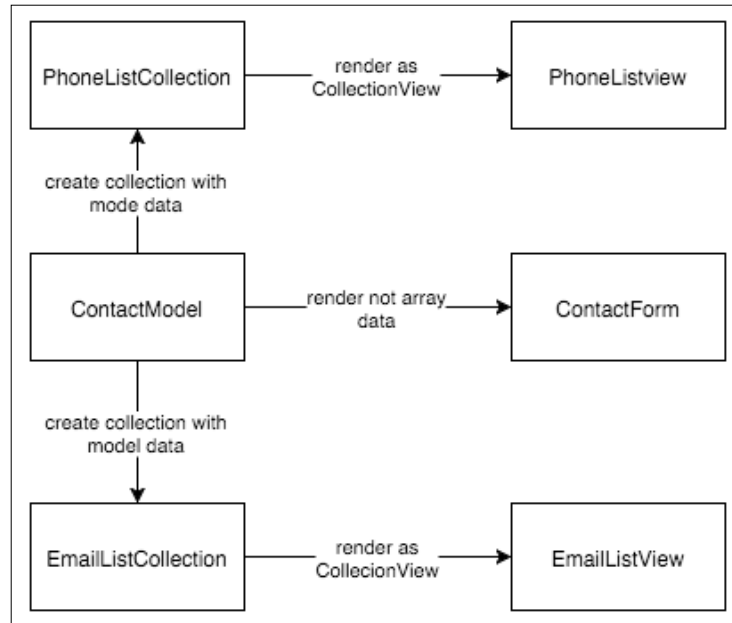 PhoneListCollection
render as
CollectionView
PhoneListview
create collection with
mode data
ContactModel
render not array
data
ContactForm
create collection with
model data
EmailListCollection
render as
CollecionView
EmailListView